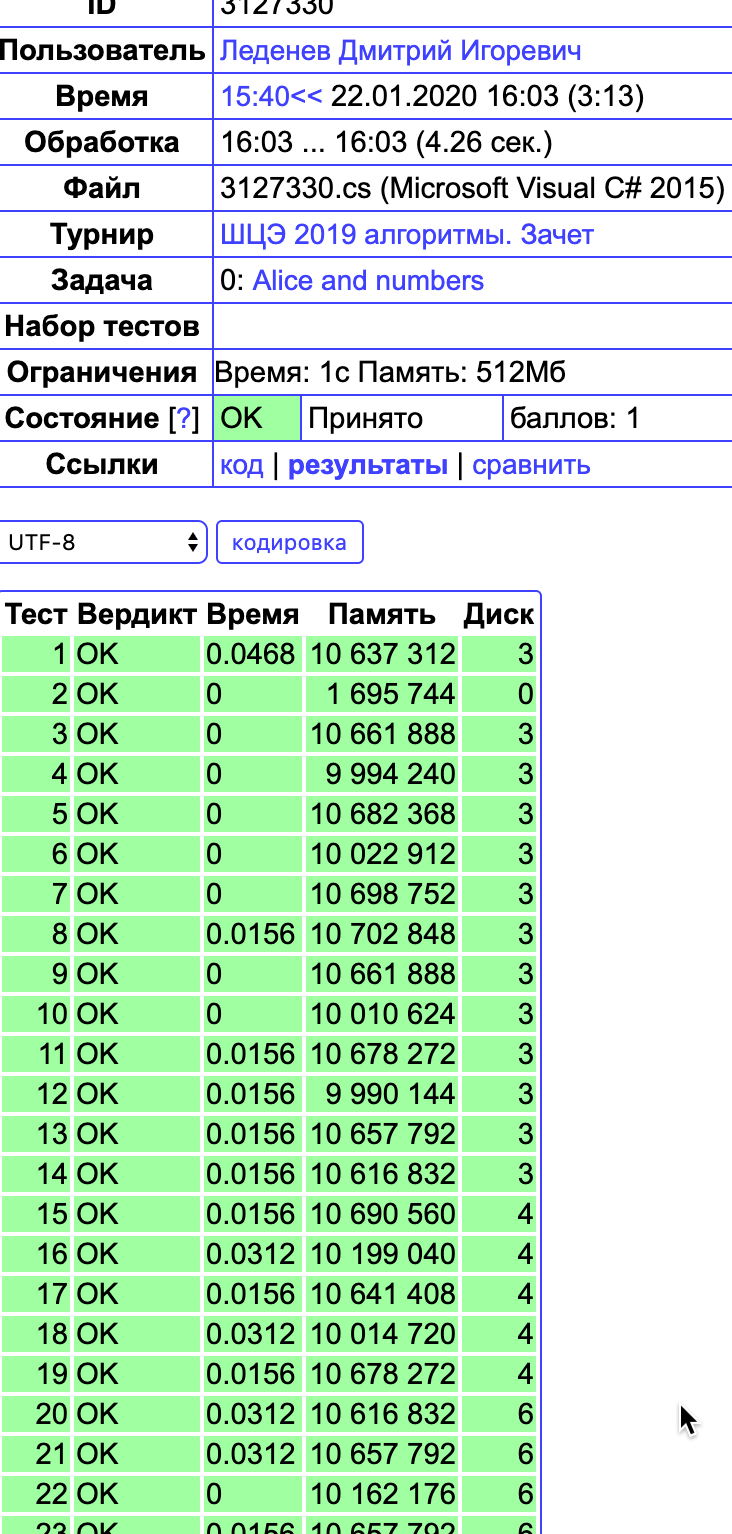 ID 3127330
Пользователь Леденев Дмитрий Игоревич
Время 15:40<< 22.01.2020 16:03 (3:13)
Обработка 16:03 ... 16:03 (4.26 сек.)
Файл 3127330.cs (Microsoft Visual C# 2015)
Турнир ШЦЭ 2019 алгоритмы. Зачет
Задача 0: Alice and numbers
Набор тестов
Ограничения Время: 1с Память: 512Мб
Состояние [?] OK Принято баллов: 1
Ссылки код | результаты | сравнить
UTF-8 кодировка
Тест Вердикт Время Память Диск
1 OK 0.0468 10 637 312 3
2 OK 0 1 695 744 0
3 OK 0 10 661 888 3
4 OK 0 9 994 240 3
5 OK 0 10 682 368 3
6 OK 0 10 022 912 3
7 OK 0 10 698 752 3
8 OK 0.0156 10 702 848 3
9 OK 0 10 661 888 3
10 OK 0 10 010 624 3
11 OK 0.0156 10 678 272 3
12 OK 0.0156 9 990 144 3
13 OK 0.0156 10 657 792 3
14 OK 0.0156 10 616 832 3
15 OK 0.0156 10 690 560 4
16 OK 0.0312 10 199 040 4
17 OK 0.0156 10 641 408 4
18 OK 0.0312 10 014 720 4
19 OK 0.0156 10 678 272 4
20 OK 0.0312 10 616 832 6
21 OK 0.0312 10 657 792 6
22 OK 0 10 162 176 6
23 OK 0.0156 10 657 792 6